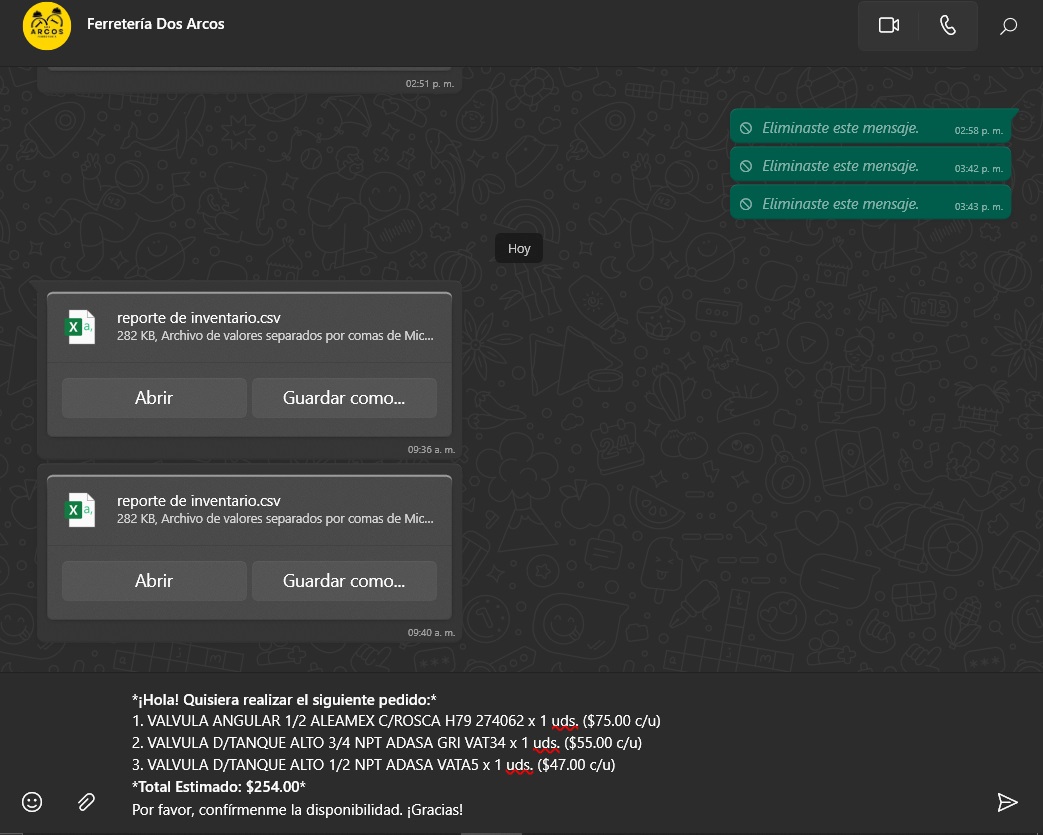 ARCOS
Ferretería Dos Arcos
02:51 p. m.
Eliminaste este mensaje. 02:58 p. m.
Eliminaste este mensaje. 03:42 p. m.
Eliminaste este mensaje. 03:43 p. m.
Hoy
reporte de inventario.csv
282 KB, Archivo de valores separados por comas de Mic...
Abrir Guardar como...
09:36 a. m.
reporte de inventario.csv
282 KB, Archivo de valores separados por comas de Mic...
Abrir Guardar como...
09:40 a. m.
*¡Hola! Quisiera realizar el siguiente pedido:*
1. VALVULA ANGULAR 1/2 ALEAMEX C/ROSCA H79 274062 x 1 uds. ($75.00 c/u)
2. VALVULA D/TANQUE ALTO 3/4 NPT ADASA GRI VAT34 x 1 uds. ($55.00 c/u)
3. VALVULA D/TANQUE ALTO 1/2 NPT ADASA VATA5 x 1 uds. ($47.00 c/u)
*Total Estimado: $254.00*
Por favor, confírmenme la disponibilidad. ¡Gracias!